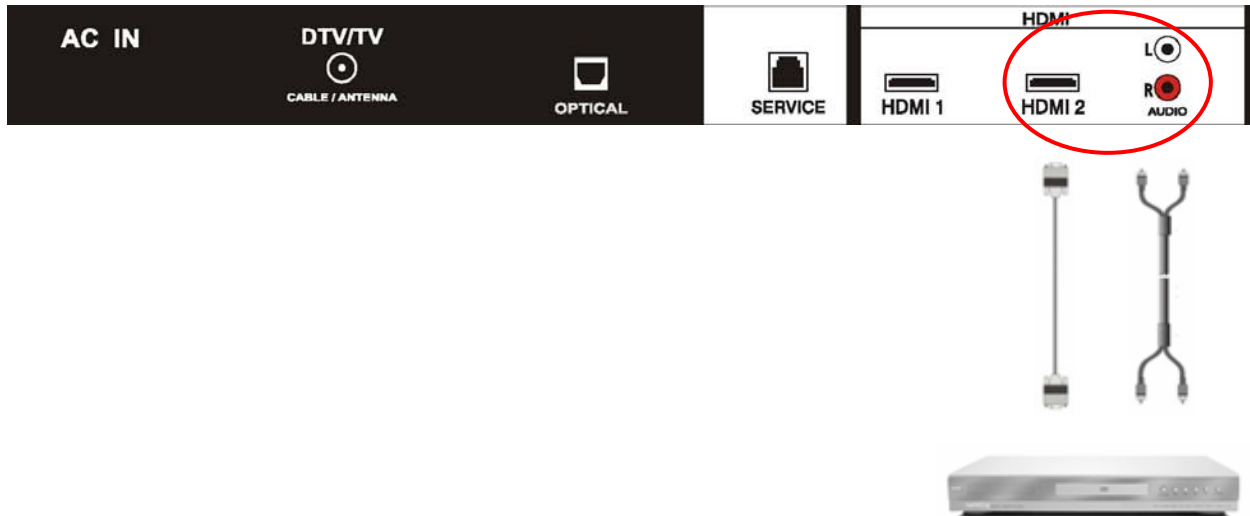 AC IN
DTV/TV
CABLE / ANTENNA
OPTICAL
SERVICE
HDMI
HDMI 1
HDMI 2
L
R
AUDIO